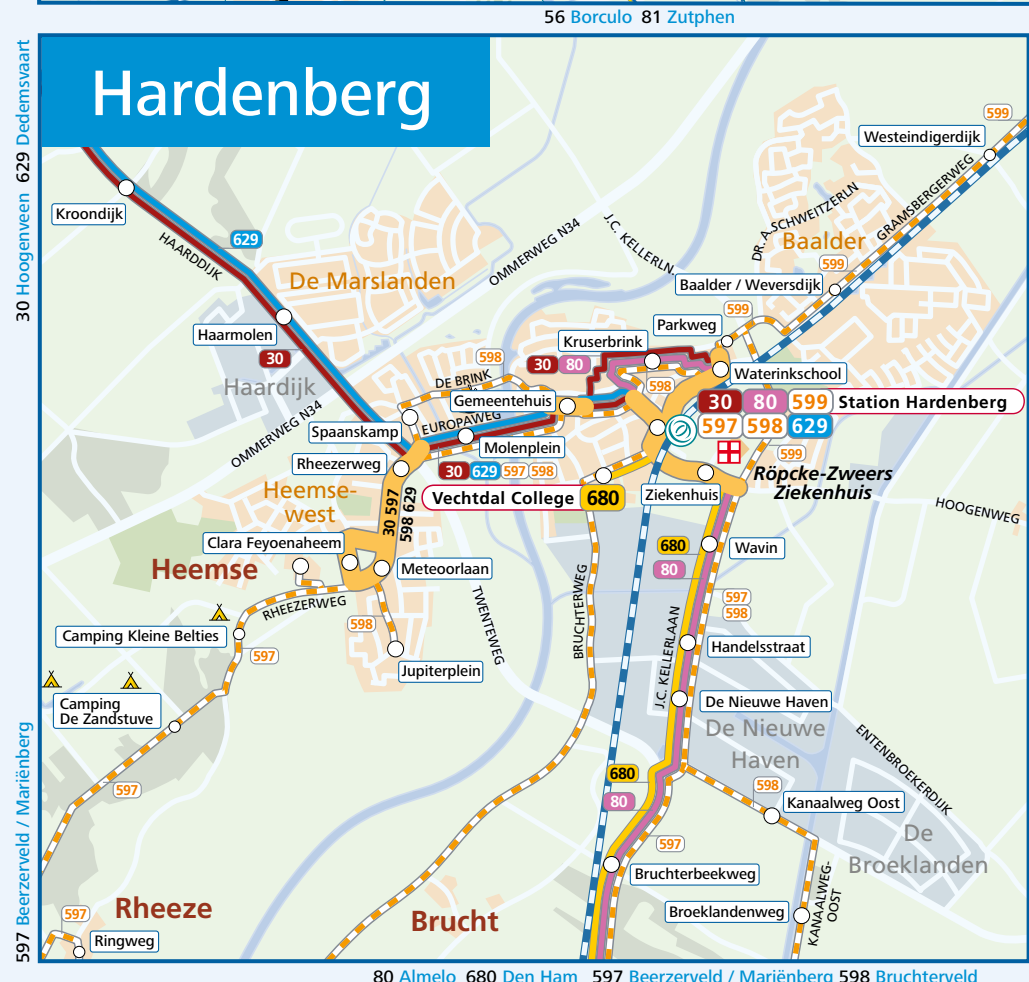 56 Borculo 81 Zutphen
30 Hoogenveen 629 Dedemsvaart
597 Beerzerveld / Mariënberg
Hardenberg
599
Westeindigerdijk
Kroondijk
HAARDDIJK
629
OMMERWEG N34
J.C. KELLERLN.
DR. A. SCHWEITZERLN
GRAMSBERGERWEG
Baalder
De Marslanden
599
Baalder / Weversdijk
599
Haarmolen
Parkweg
Kruserbrink
30
598
30 80
Haardijk
DE BRINK
598
Waterinkschool
Gemeentehuis
30 80 599 Station Hardenberg
EUROPAWEG
OMMERWEG N34
Spaanskamp
597 598 629
Molenplein
599
Rheezerweg
30 629 597 598
Röpcke-Zweers
Ziekenhuis
Heemse-
west
Vechtdal College 680
Ziekenhuis
30 597
598 629
HOOGENWEG
Clara Feyoenaheem
680
Wavin
Heemse
Meteoorlaan
80
RHEEZERWEG
TWENTEWEG
BRUCHTERWEG
597
598
598
Camping Kleine Belties
597
J.C. KELLERLAAN
Handelsstraat
Jupiterplein
Camping
De Zandstuve
De Nieuwe Haven
De Nieuwe
Haven
ENTENBROEKERDIJK
597
680
598
80
Kanaalweg Oost
597
De
Broeklanden
Bruchterbeekweg
Rheeze
597
Brucht
Broeklandenweg
KANAALWEG-
OOST
Ringweg
80 Almelo 680 Den Ham 597 Beerzerveld / Mariënberg 598 Bruchterveld